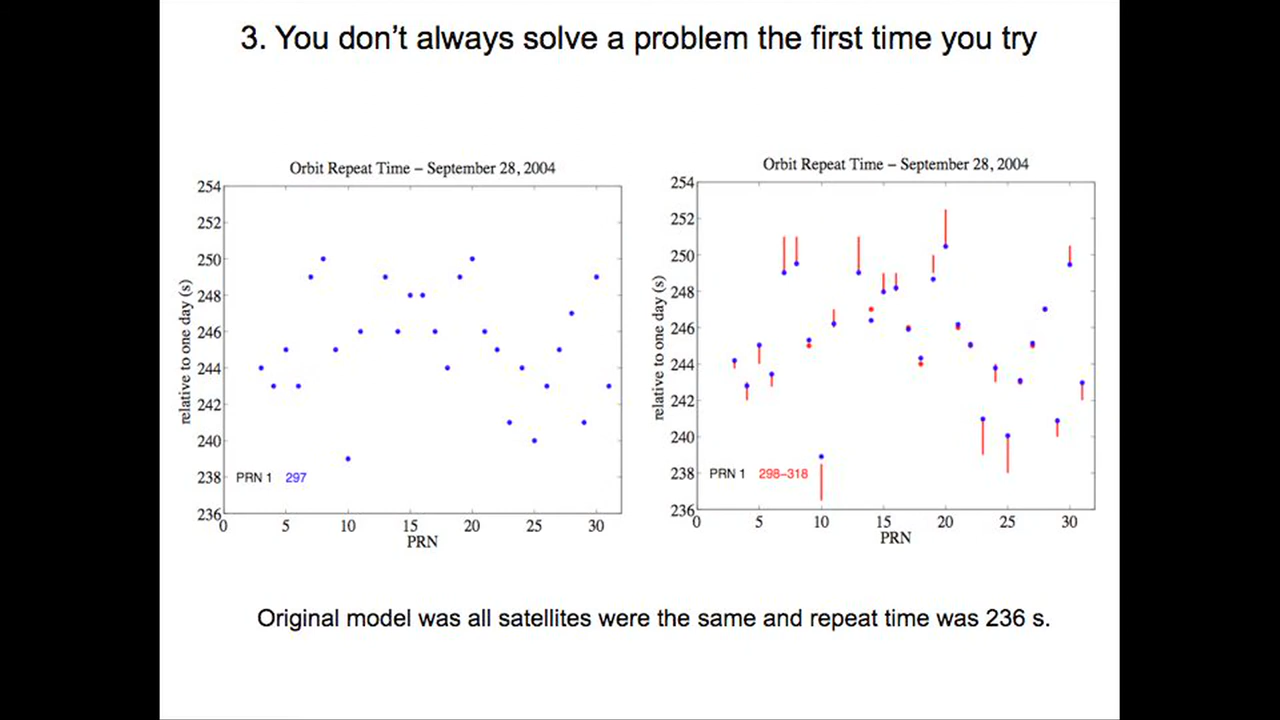 3. You don’t always solve a problem the first time you try
Orbit Repeat Time – September 28, 2004
254
252
250
248
246
244
242
240
238
236
relative to one day (s)
PRN 1 297
0 5 10 15 20 25 30
PRN
Orbit Repeat Time – September 28, 2004
254
252
250
248
246
244
242
240
238
236
relative to one day (s)
PRN 1 298–318
0 5 10 15 20 25 30
PRN
Original model was all satellites were the same and repeat time was 236 s.